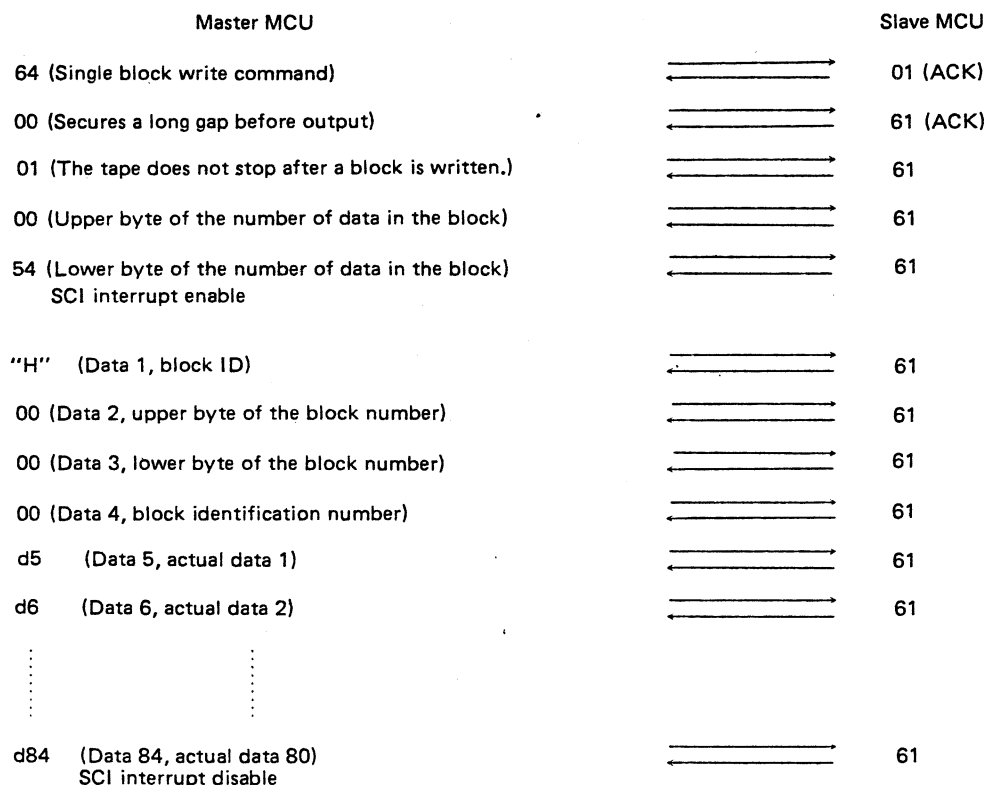 Master MCU Slave MCU
64 (Single block write command) 01 (ACK)
00 (Secures a long gap before output) 61 (ACK)
01 (The tape does not stop after a block is written.) 61
00 (Upper byte of the number of data in the block) 61
54 (Lower byte of the number of data in the block) 61
SCI interrupt enable
"H" (Data 1, block ID) 61
00 (Data 2, upper byte of the block number) 61
00 (Data 3, lower byte of the block number) 61
00 (Data 4, block identification number) 61
d5 (Data 5, actual data 1) 61
d6 (Data 6, actual data 2) 61
d84 (Data 84, actual data 80) 61
SCI interrupt disable